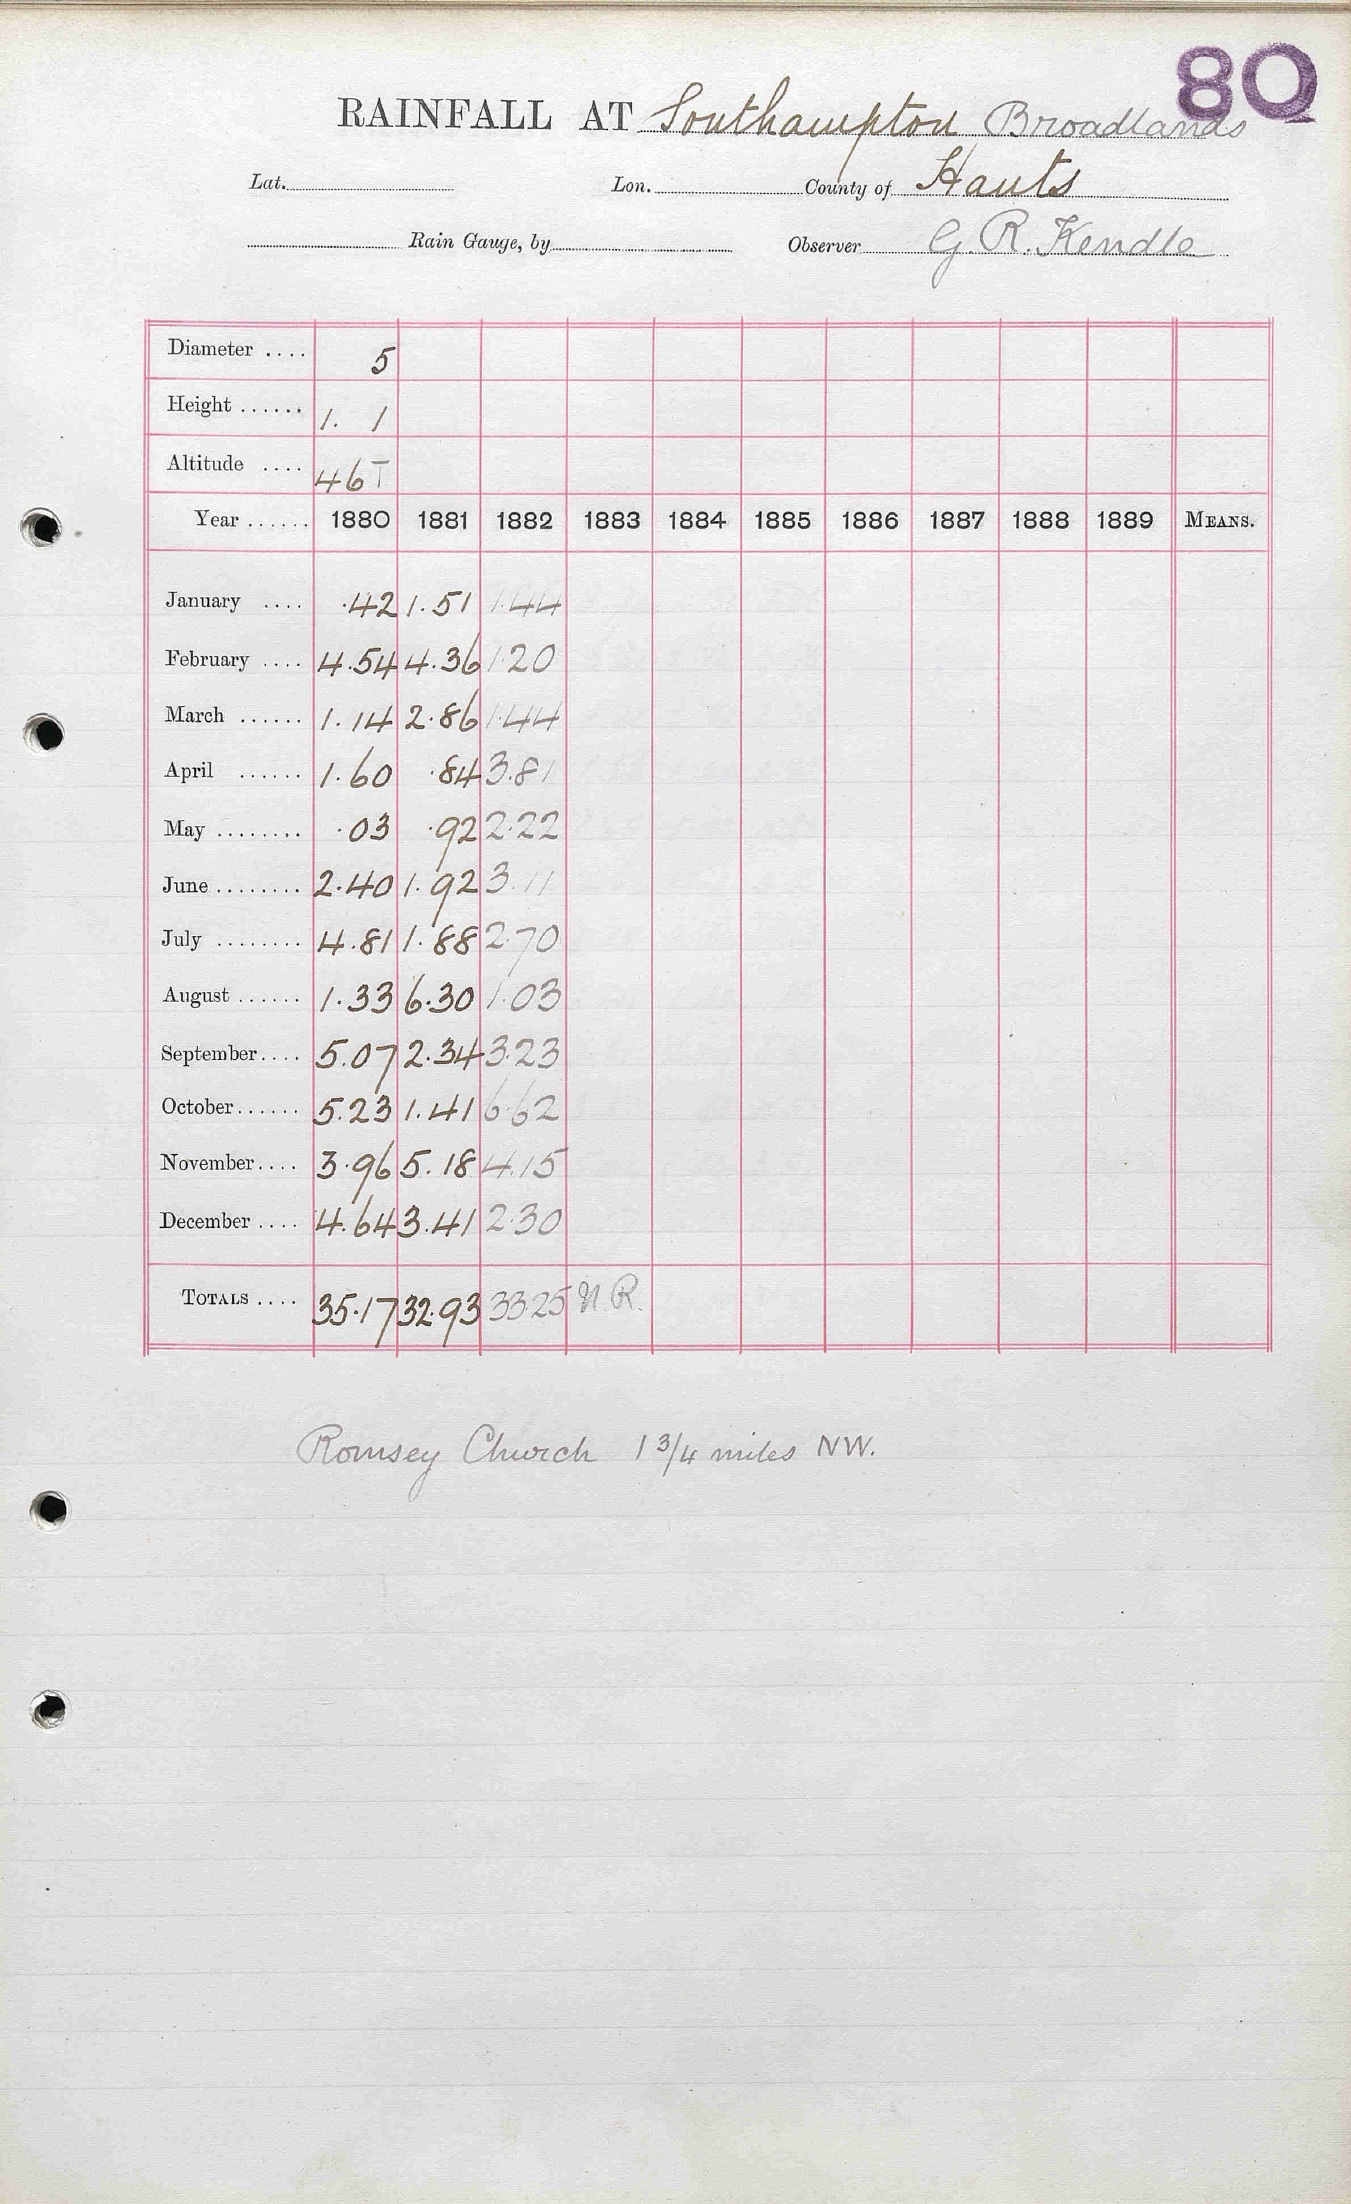 80
RAINFALL AT Southampton Broadlands
Lat. Lon. County of Hants
Rain Gauge, by Observer G. R. Kendle
Diameter .... 5
Height ...... 1. 1
Altitude .... 46 T
Year ...... 1880 1881 1882 1883 1884 1885 1886 1887 1888 1889 MEANS.
January .... .42 1.51 1.44
February .... 4.54 4.36 1.20
March ...... 1.14 2.86 1.44
April ...... 1.60 .84 3.81
May ........ .03 .92 2.22
June ........ 2.40 1.92 3.11
July ........ 4.81 1.88 2.70
August ...... 1.33 6.30 1.03
September.... 5.07 2.34 3.23
October...... 5.23 1.41 6.62
November.... 3.96 5.18 4.15
December .... 4.64 3.41 2.30
TOTALS .... 35.17 32.93 33.25 N.R.
Romsey Church 1 3/4 miles NW.